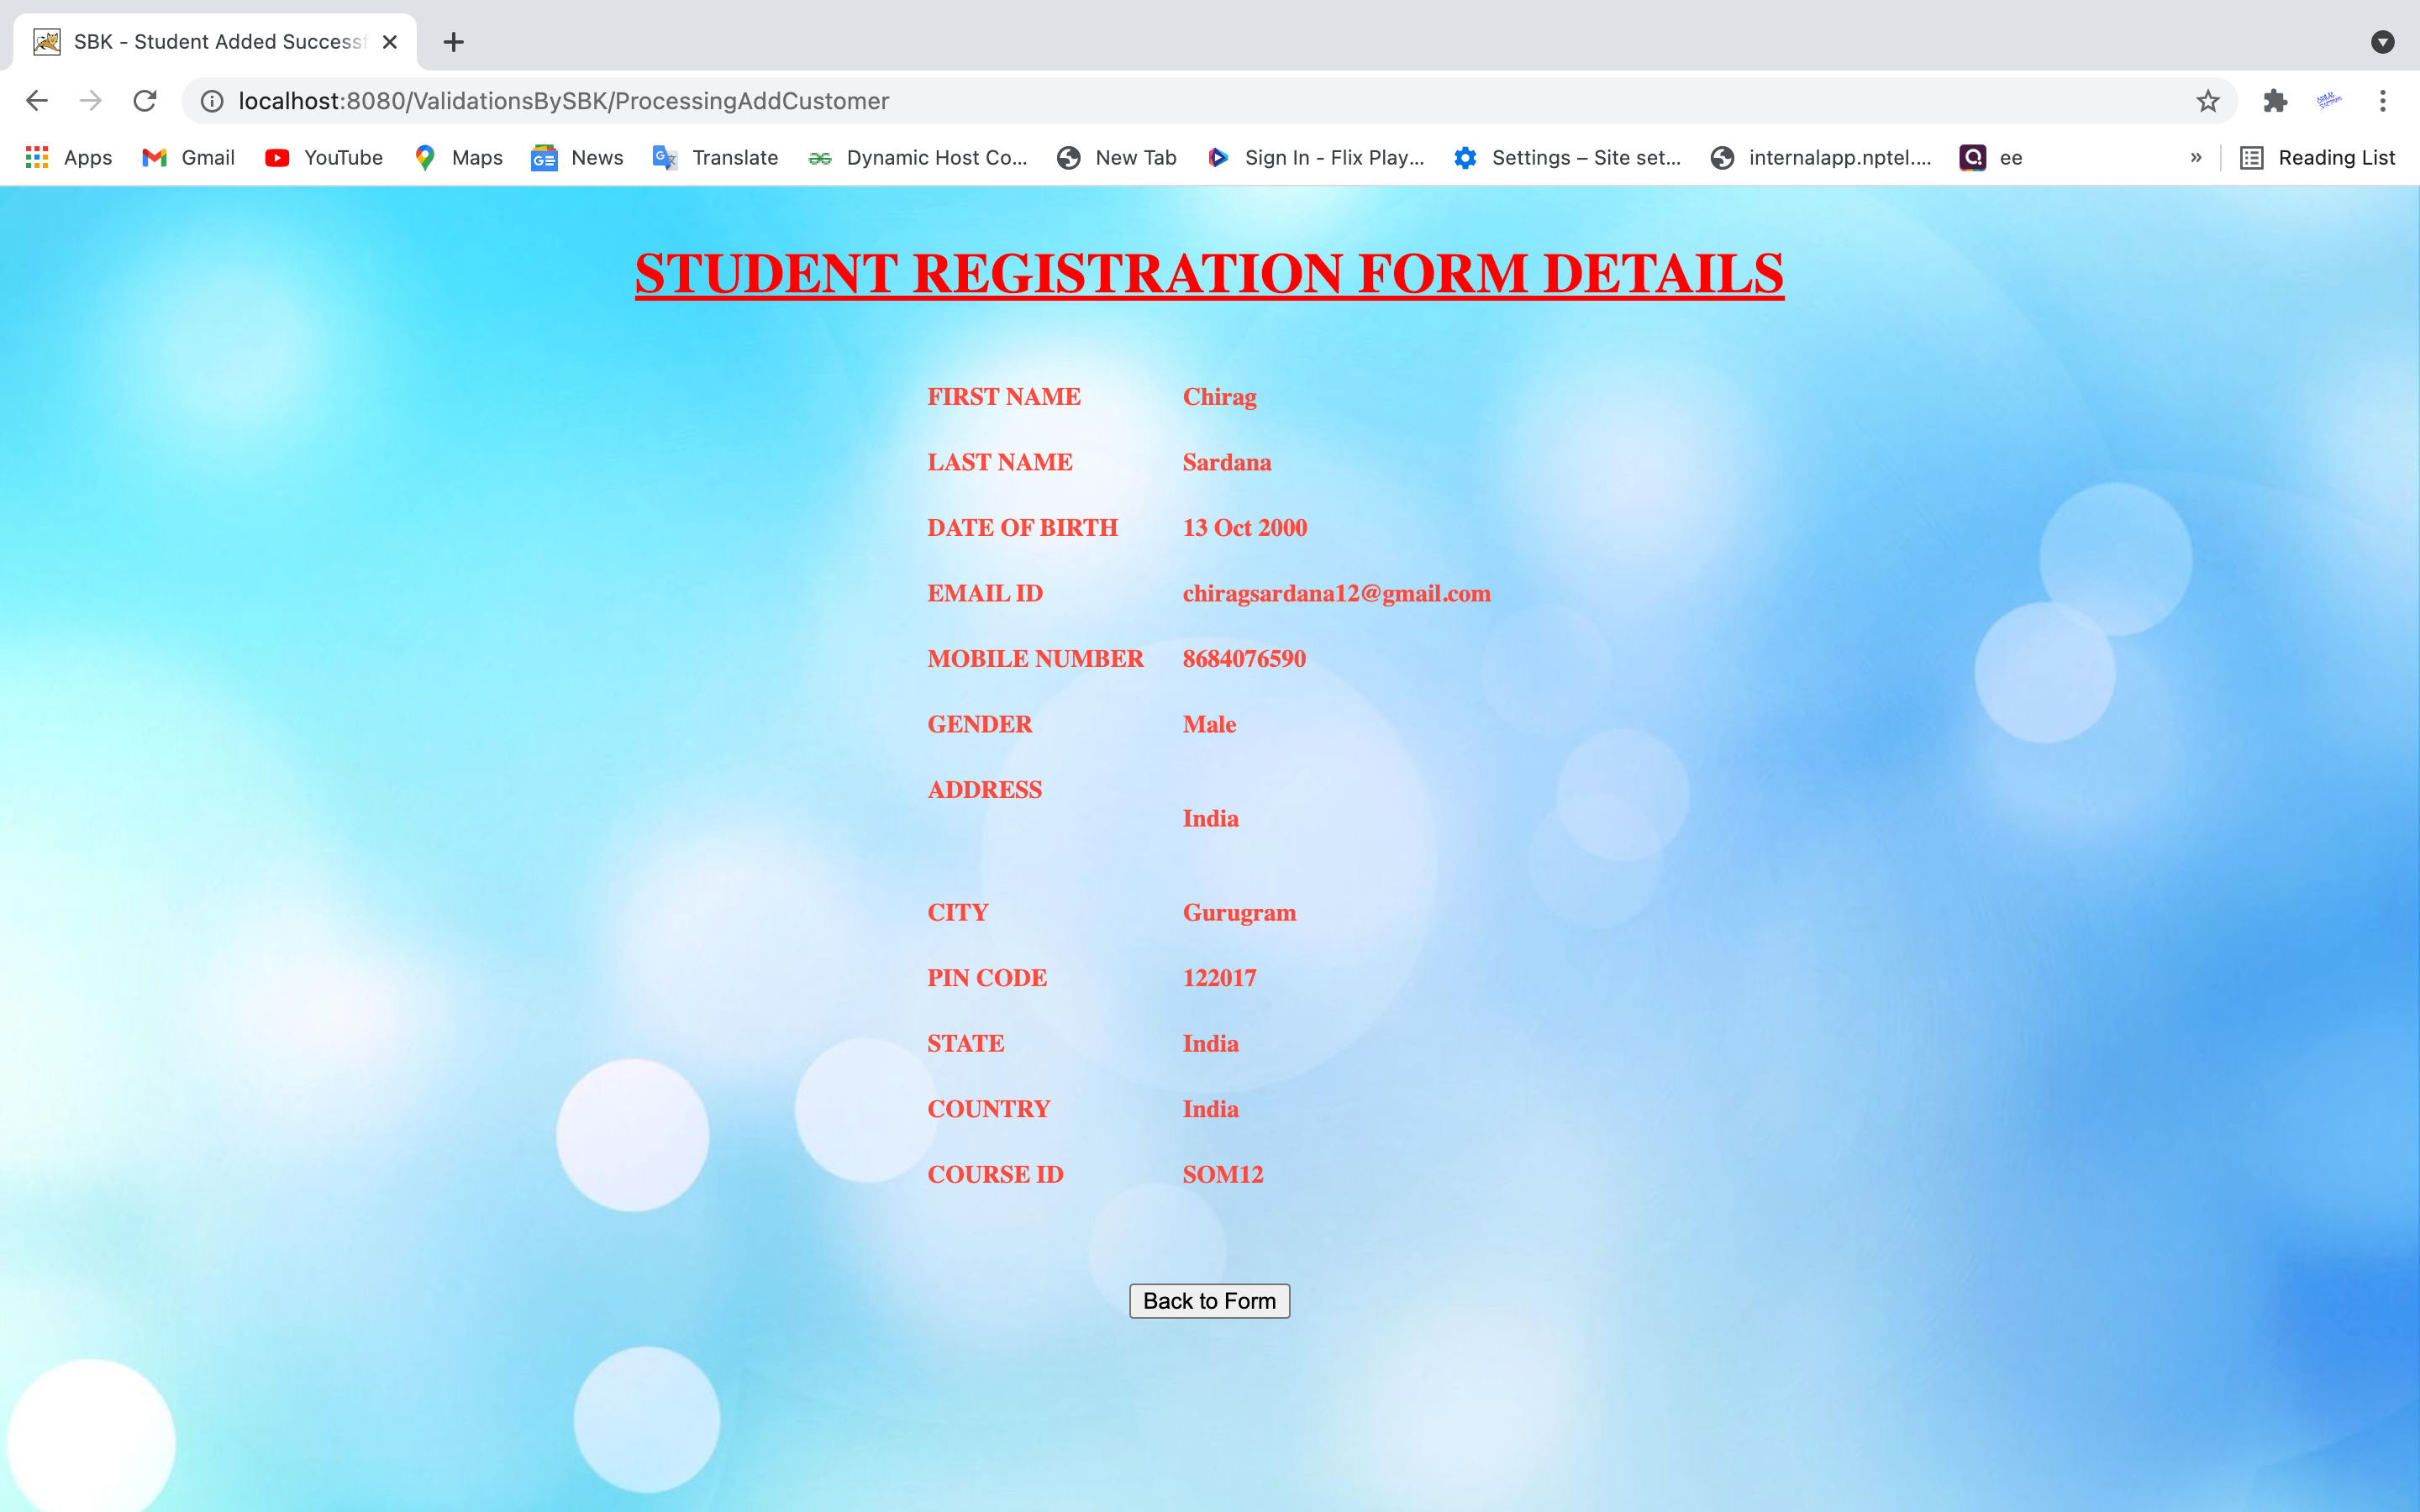 SBK - Student Added Successf
localhost:8080/ValidationsBySBK/ProcessingAddCustomer
Apps Gmail YouTube Maps News Translate Dynamic Host Co... New Tab Sign In - Flix Play... Settings – Site set... internalapp.nptel.... ee » Reading List
STUDENT REGISTRATION FORM DETAILS
FIRST NAME Chirag
LAST NAME Sardana
DATE OF BIRTH 13 Oct 2000
EMAIL ID chiragsardana12@gmail.com
MOBILE NUMBER 8684076590
GENDER Male
ADDRESS
India
CITY Gurugram
PIN CODE 122017
STATE India
COUNTRY India
COURSE ID SOM12
Back to Form